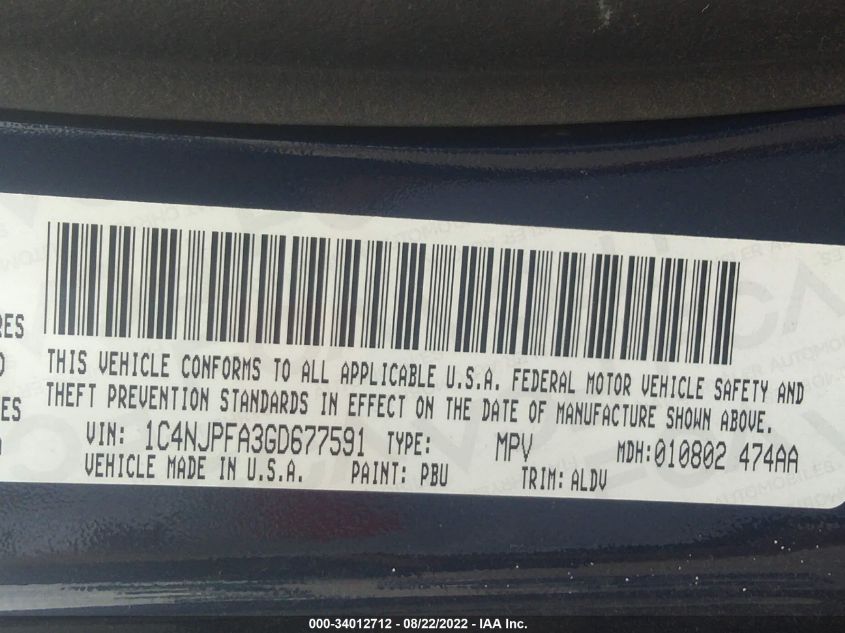 RES
THIS VEHICLE CONFORMS TO ALL APPLICABLE U.S.A. FEDERAL MOTOR VEHICLE SAFETY AND
THEFT PREVENTION STANDARDS IN EFFECT ON THE DATE OF MANUFACTURE SHOWN ABOVE.
ES
VIN: 1C4NJPFA3GD677591 TYPE: MPV MDH:010802 474AA
VEHICLE MADE IN U.S.A. PAINT: PBU TRIM: ALDV
000-34012712 - 08/22/2022 - IAA Inc.